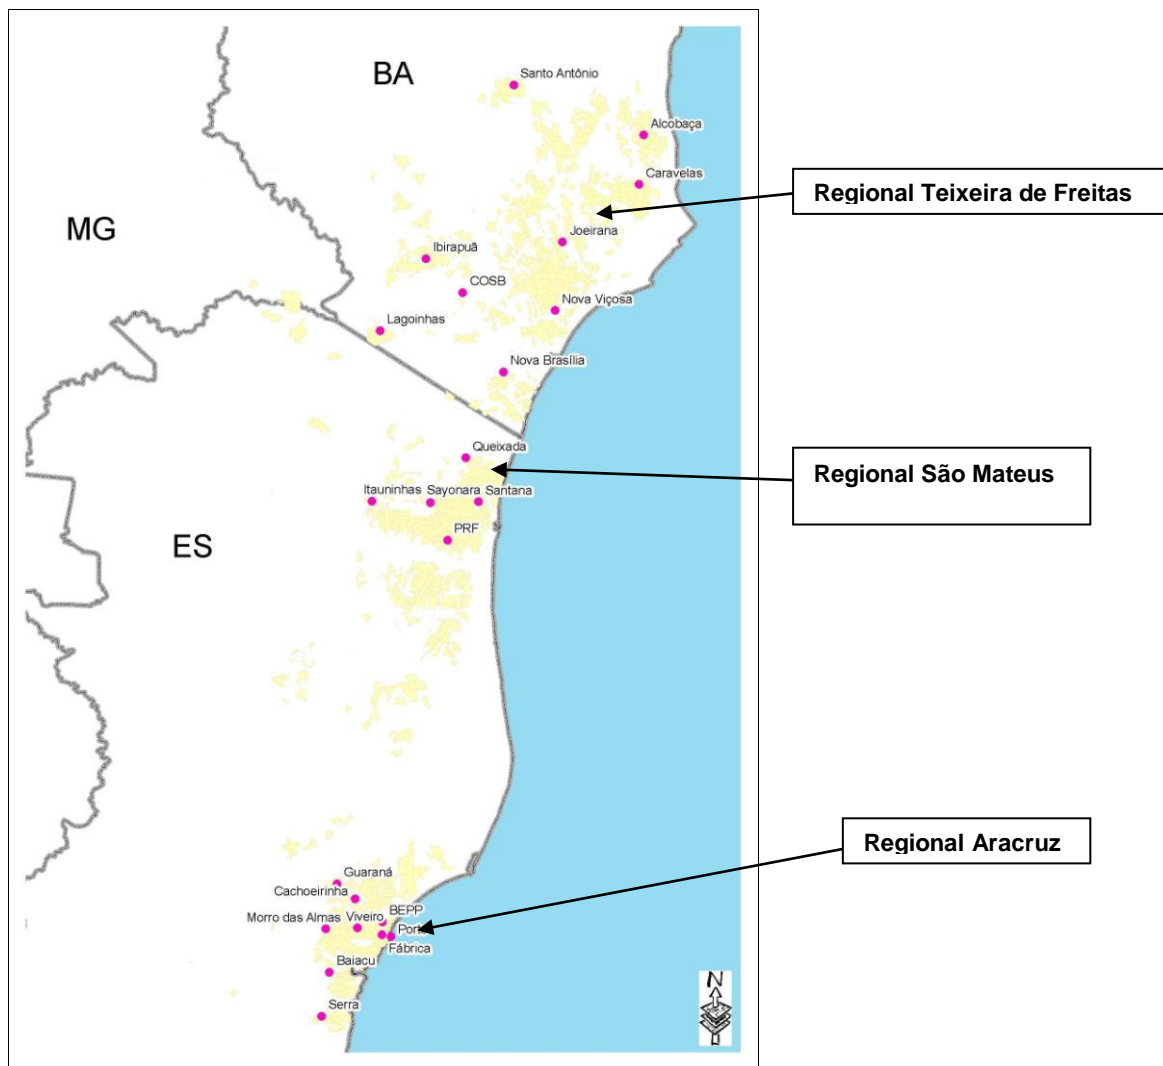 BA
Santo Antônio
Alcobaça
Caravelas
Regional Teixeira de Freitas
MG
Joeirana
Ibirapuã
COSB
Nova Viçosa
Lagoinhas
Nova Brasília
Queixada
Regional São Mateus
Itauninhas
Sayonara
Santana
PRF
ES
Regional Aracruz
Guaraná
Cachoeirinha
BEPP
Morro das Almas
Viveiro
Fábrica
Baiacu
Serra
N